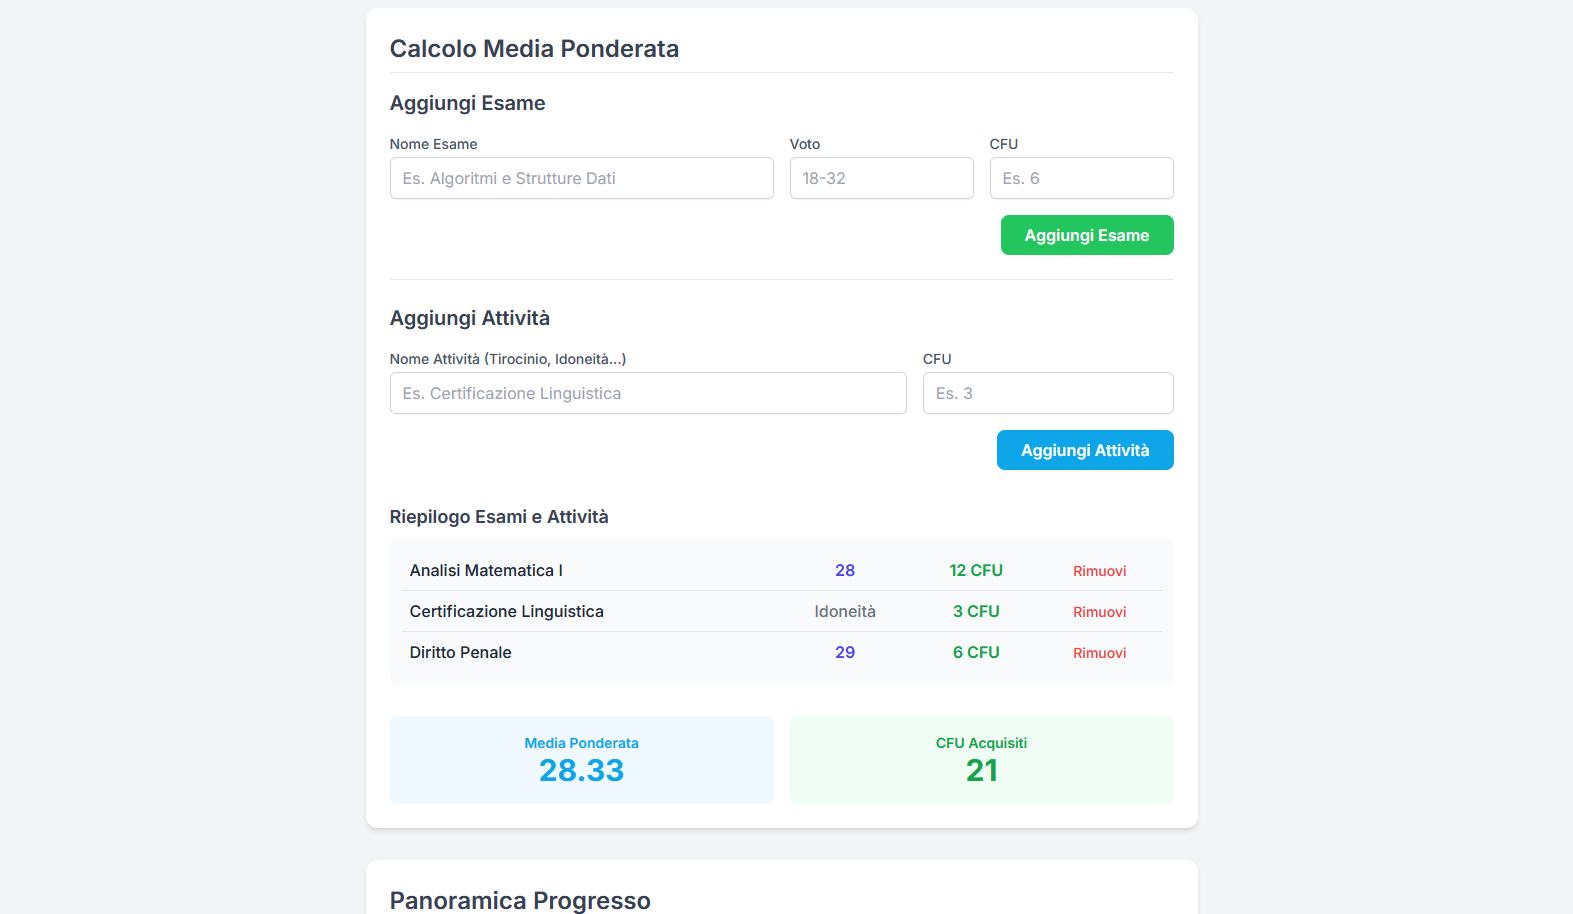 Calcolo Media Ponderata
Aggiungi Esame
Nome Esame Voto CFU
Es. Algoritmi e Strutture Dati 18-32 Es. 6
Aggiungi Esame
Aggiungi Attività
Nome Attività (Tirocinio, Idoneità...) CFU
Es. Certificazione Linguistica Es. 3
Aggiungi Attività
Riepilogo Esami e Attività
Analisi Matematica I 28 12 CFU Rimuovi
Certificazione Linguistica Idoneità 3 CFU Rimuovi
Diritto Penale 29 6 CFU Rimuovi
Media Ponderata CFU Acquisiti
28.33 21
Panoramica Progresso